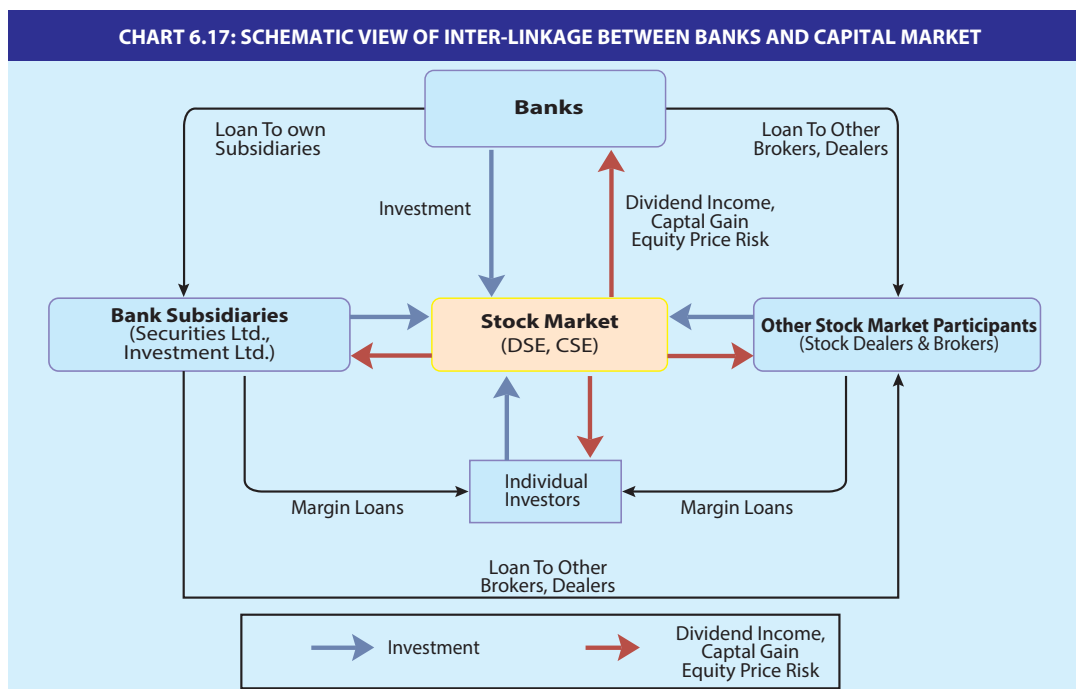 CHART 6.17: SCHEMATIC VIEW OF INTER-LINKAGE BETWEEN BANKS AND CAPITAL MARKET
Banks
Loan To own
Subsidiaries
Loan To Other
Brokers, Dealers
Investment
Dividend Income,
Captal Gain
Equity Price Risk
Bank Subsidiaries
(Securities Ltd.,
Investment Ltd.)
Stock Market
(DSE, CSE)
Other Stock Market Participants
(Stock Dealers & Brokers)
Individual
Investors
Margin Loans
Margin Loans
Loan To Other
Brokers, Dealers
Investment
Dividend Income,
Captal Gain
Equity Price Risk